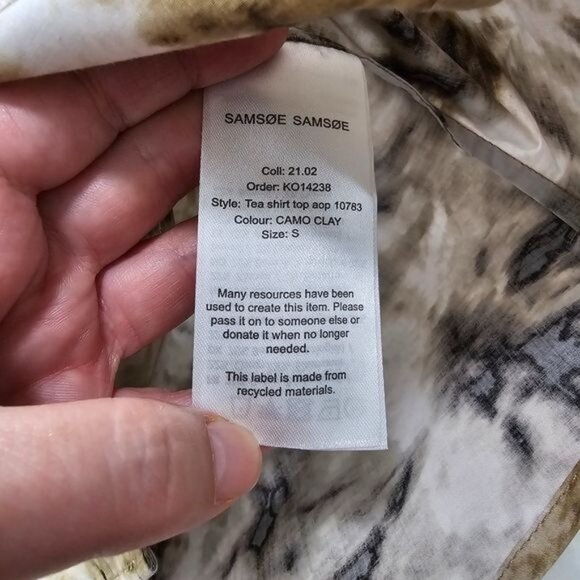 SAMSØE SAMSØE
Coll: 21.02
Order: KO14238
Style: Tea shirt top aop 10783
Colour: CAMO CLAY
Size: S
Many resources have been
used to create this item. Please
pass it on to someone else or
donate it when no longer
needed.
This label is made from
recycled materials.